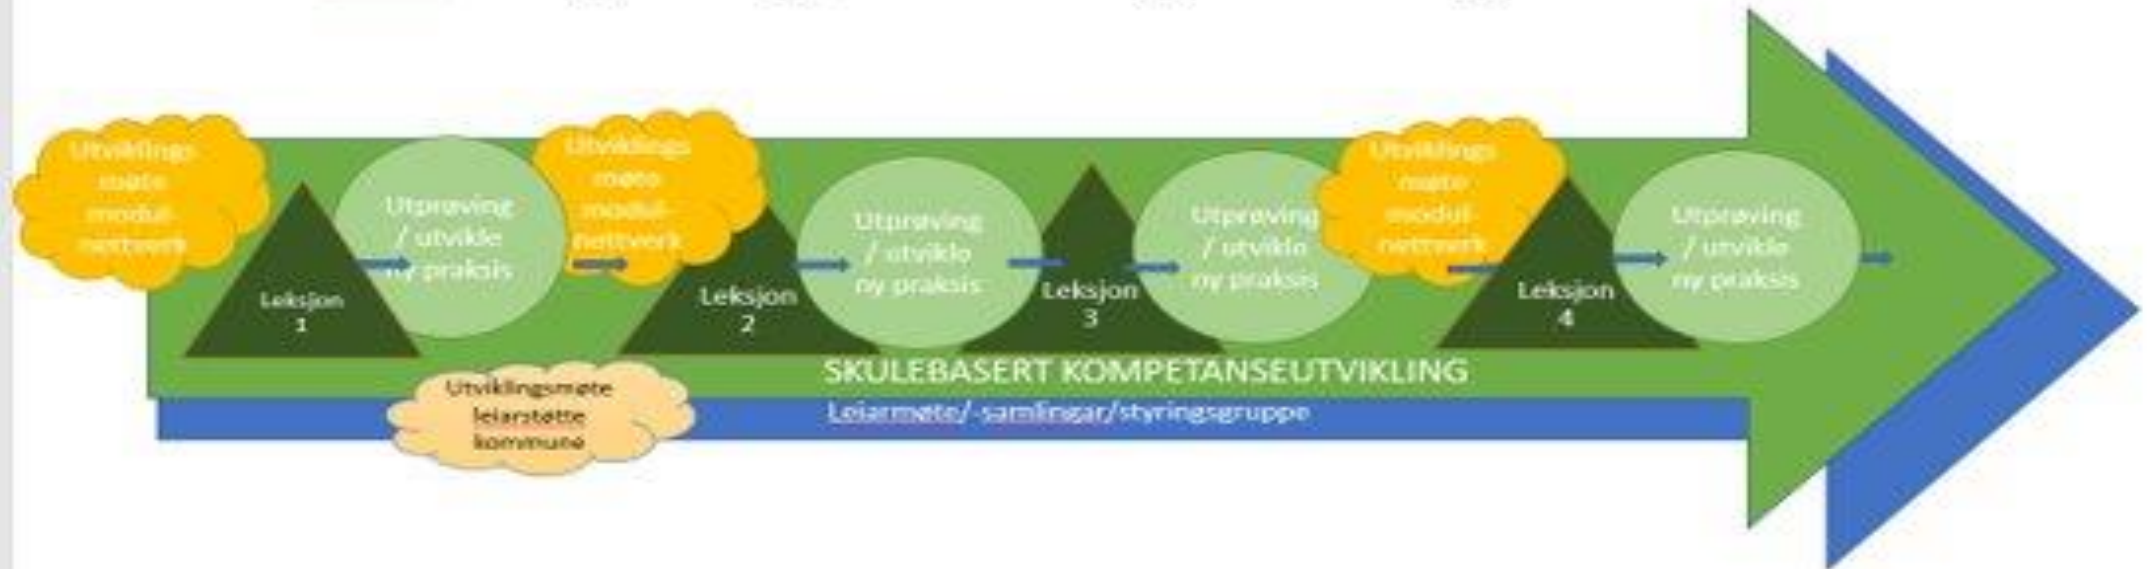 Utviklings
møte
modul-
nettverk
Leksjon
1
Utprøving
/ utvikle
ny praksis
Utviklings
møte
modul-
nettverk
Leksjon
2
Utprøving
/ utvikle
ny praksis
Leksjon
3
Utprøving
/ utvikle
ny praksis
Utviklings
møte
modul-
nettverk
Leksjon
4
Utprøving
/ utvikle
ny praksis
SKULEBASERT KOMPETANSEUTVIKLING
Utviklingsmøte
leiarstøtte
kommune
Leiarmøte/-samlingar/styringsgruppe